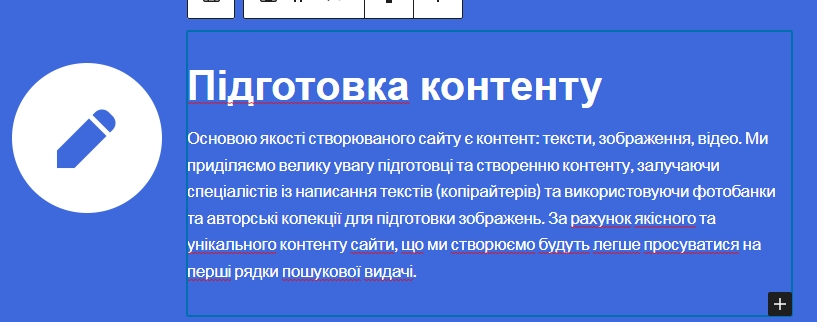 Підготовка контенту
Основою якості створюваного сайту є контент: тексти, зображення, відео. Ми
приділяємо велику увагу підготовці та створенню контенту, залучаючи
спеціалістів із написання текстів (копірайтерів) та використовуючи фотобанки
та авторські колекції для підготовки зображень. За рахунок якісного та
унікального контенту сайти, що ми створюємо будуть легше просуватися на
перші рядки пошукової видачі.